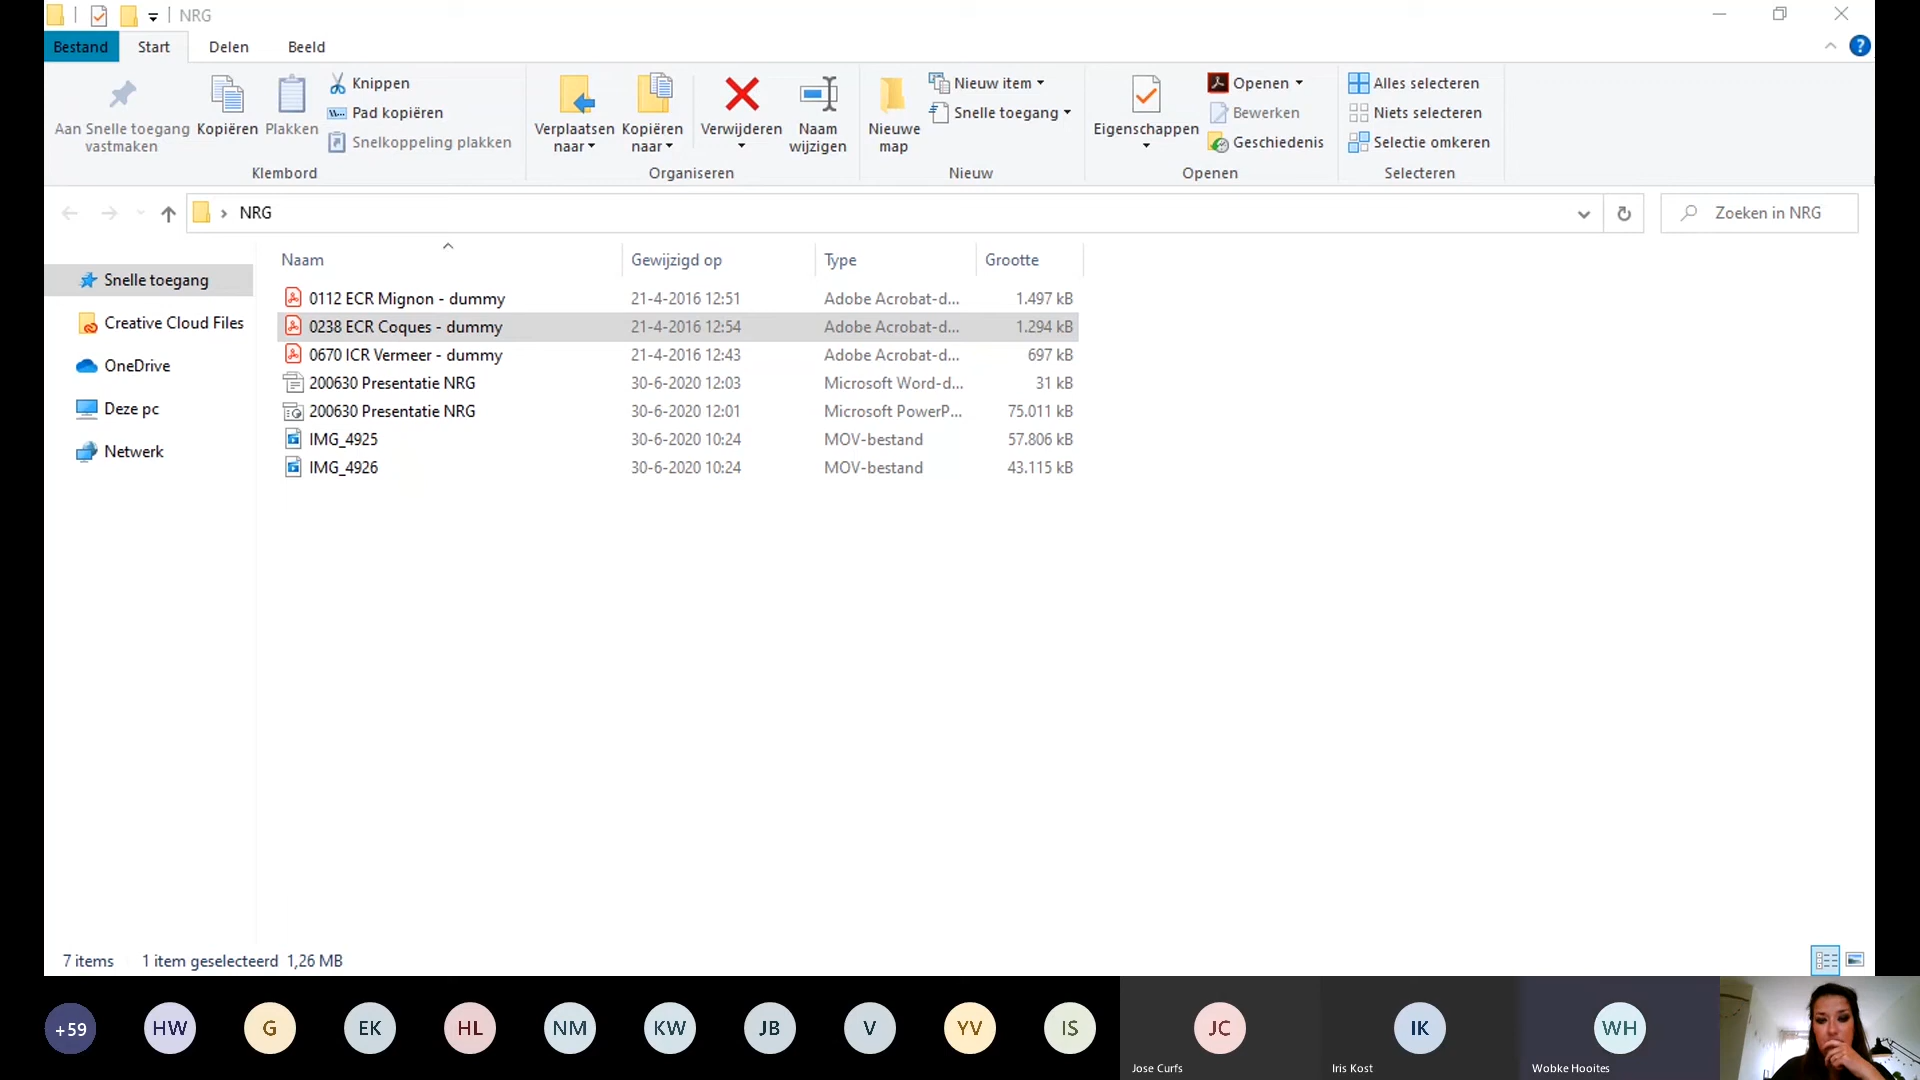 NRG
Bestand Start Delen Beeld
Aan Snelle toegang vastmaken
Kopiëren
Plakken
Knippen
Pad kopiëren
Snelkoppeling plakken
Klembord
Verplaatsen naar
Kopiëren naar
Verwijderen
Naam wijzigen
Organiseren
Nieuwe map
Nieuw item
Snelle toegang
Nieuw
Eigenschappen
Openen
Bewerken
Geschiedenis
Openen
Alles selecteren
Niets selecteren
Selectie omkeren
Selecteren
NRG
Zoeken in NRG
Snelle toegang
Creative Cloud Files
OneDrive
Deze pc
Netwerk
Naam Gewijzigd op Type Grootte
0112 ECR Mignon - dummy 21-4-2016 12:51 Adobe Acrobat-d... 1.497 kB
0238 ECR Coques - dummy 21-4-2016 12:54 Adobe Acrobat-d... 1.294 kB
0670 ICR Vermeer - dummy 21-4-2016 12:43 Adobe Acrobat-d... 697 kB
200630 Presentatie NRG 30-6-2020 12:03 Microsoft Word-d... 31 kB
200630 Presentatie NRG 30-6-2020 12:01 Microsoft PowerP... 75.011 kB
IMG_4925 30-6-2020 10:24 MOV-bestand 57.806 kB
IMG_4926 30-6-2020 10:24 MOV-bestand 43.115 kB
7 items 1 item geselecteerd 1,26 MB
+59 HW G EK HL NM KW JB V YV IS JC IK WH
Jose Curfs Iris Kost Wobke Hooites